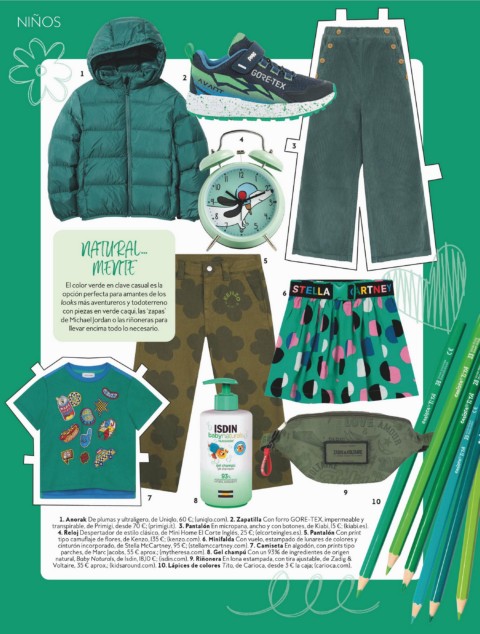 NIÑOS
1
2
AVANT
GORE-TEX
3
4
5
NATURAL...
MENTE
El color verde en clave casual es la
opción perfecta para amantes de los
looks más aventureros y todoterreno
con piezas en verde caqui, las 'zapas'
de Michael Jordan o las riñoneras para
llevar encima todo lo necesario.
6
STELLA
CARTNEY
ISDIN
babynaturals
gel champú
7
8
9
10
1. Anorak De plumas y ultraligero, de Uniqlo, 60 €; (uniqlo.com). 2. Zapatilla Con forro GORE-TEX, impermeable y
transpirable, de Primigi, desde 70 €; (primigi.it). 3. Pantalón En micropana, ancho y con botones, de Kiabi, 15 €; (kiabi.es).
4. Reloj Despertador de estilo clásico, de Mini Home El Corte Inglés, 25 €; (elcorteingles.es). 5. Pantalón Con print
tipo camuflaje de flores, de Kenzo, 135 €; (kenzo.com). 6. Minifalda Con vuelo, estampado de lunares de colores y
cinturón incorporado, de Stella McCartney, 95 €; (stellamccartney.com). 7. Camiseta En algodón, con prints tipo
parches, de Marc Jacobs, 55 € aprox.; (mytheresa.com). 8. Gel champú Con un 93% de ingredientes de origen
natural, Baby Naturals, de Isdin, 18,10 €; (isdin.com). 9. Riñonera En lona estampada, con tira ajustable, de Zadig &
Voltaire, 35 € aprox.; (kidsaround.com). 10. Lápices de colores Tita, de Carioca, desde 3 € la caja; (carioca.com).